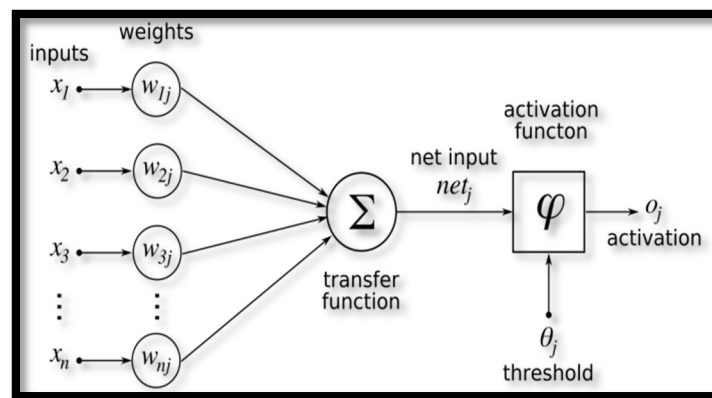 weights
inputs
x1 w1j
activation
functon
x2 w2j
net input
netj
Σ φ oj
activation
x3 w3j
transfer
function
⋮ ⋮
xn wnj
θj
threshold